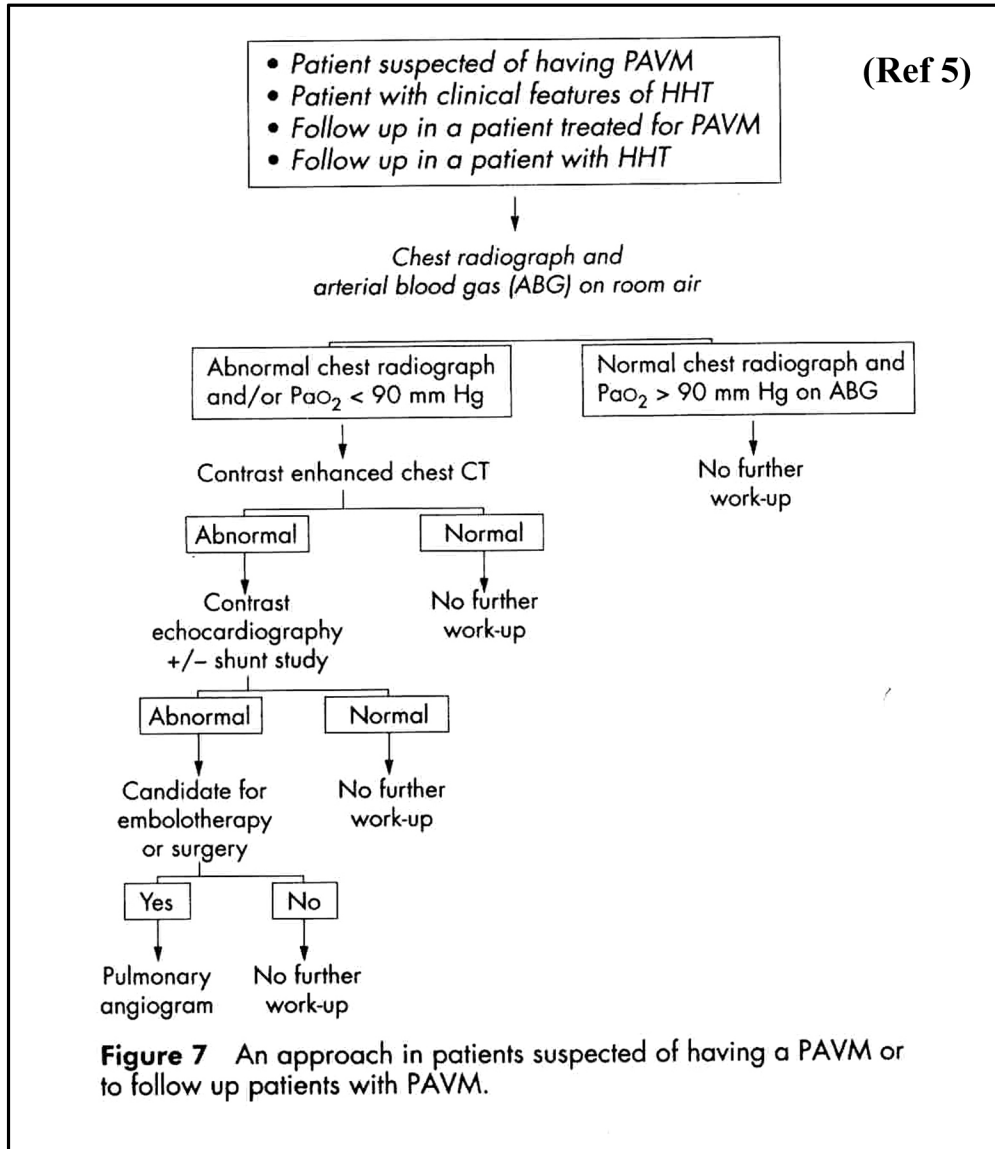 • Patient suspected of having PAVM
(Ref 5)
• Patient with clinical features of HHT
• Follow up in a patient treated for PAVM
• Follow up in a patient with HHT
Chest radiograph and
arterial blood gas (ABG) on room air
Abnormal chest radiograph
and/or PaO₂ < 90 mm Hg
Normal chest radiograph and
PaO₂ > 90 mm Hg on ABG
Contrast enhanced chest CT
No further
work-up
Abnormal
Normal
Contrast
echocardiography
+/− shunt study
No further
work-up
Abnormal
Normal
Candidate for
embolotherapy
or surgery
No further
work-up
Yes
No
Pulmonary
angiogram
No further
work-up
Figure 7 An approach in patients suspected of having a PAVM or
to follow up patients with PAVM.